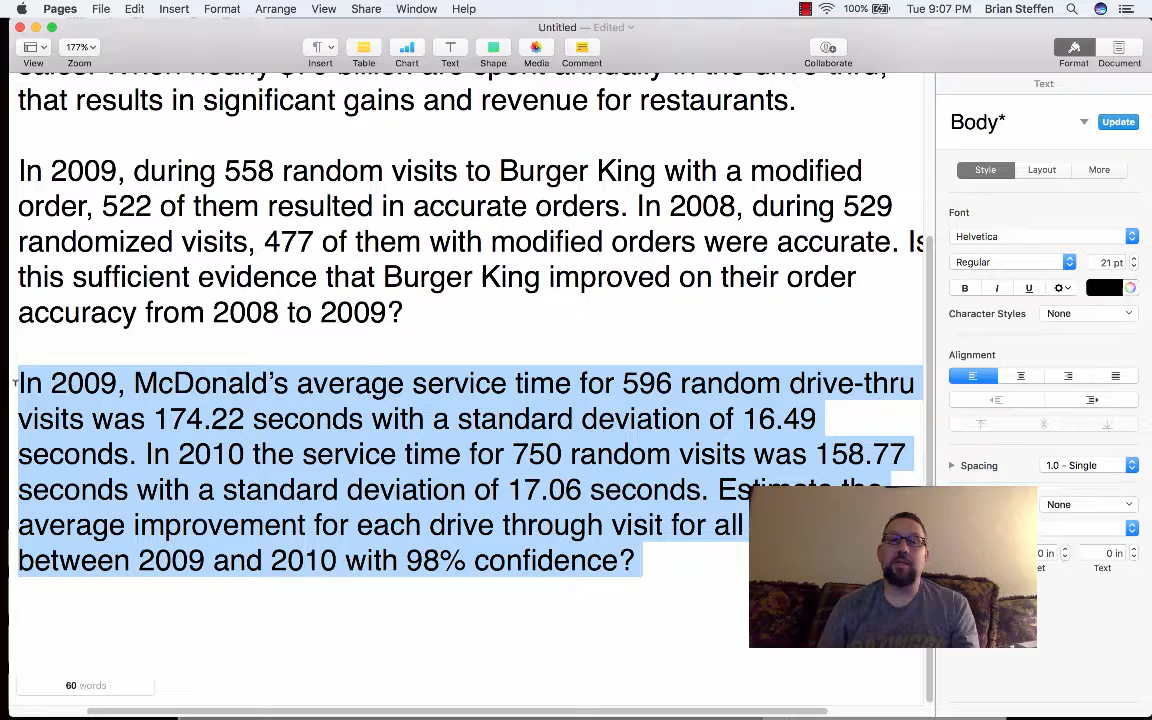 Pages File Edit Insert Format Arrange View Share Window Help 100% Tue 9:07 PM Brian Steffen
Untitled — Edited
177%
View Zoom Insert Table Chart Text Shape Media Comment Collaborate Format Document
Text
that results in significant gains and revenue for restaurants.
Body* Update
Style Layout More
In 2009, during 558 random visits to Burger King with a modified
order, 522 of them resulted in accurate orders. In 2008, during 529
randomized visits, 477 of them with modified orders were accurate. Is
this sufficient evidence that Burger King improved on their order
accuracy from 2008 to 2009?
Font
Helvetica
Regular 21 pt
B I U
Character Styles None
Alignment
In 2009, McDonald's average service time for 596 random drive-thru
visits was 174.22 seconds with a standard deviation of 16.49
seconds. In 2010 the service time for 750 random visits was 158.77
seconds with a standard deviation of 17.06 seconds.
average improvement for each drive through visit for all
between 2009 and 2010 with 98% confidence?
Spacing 1.0 - Single
None
0 in 0 in
Text
60 words